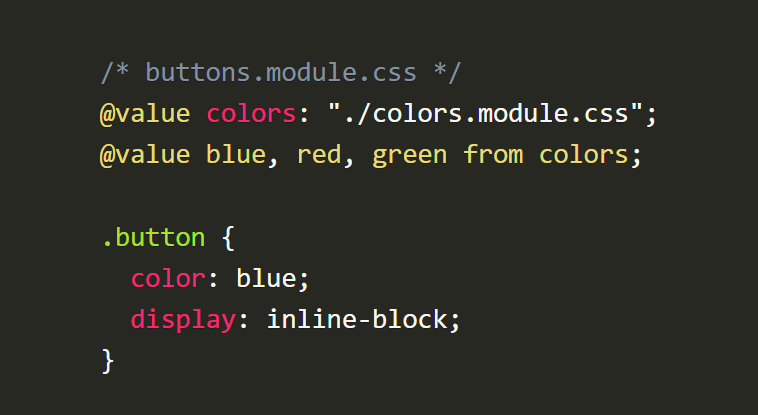 /* buttons.module.css */
@value colors: "./colors.module.css";
@value blue, red, green from colors;
.button {
  color: blue;
  display: inline-block;
}